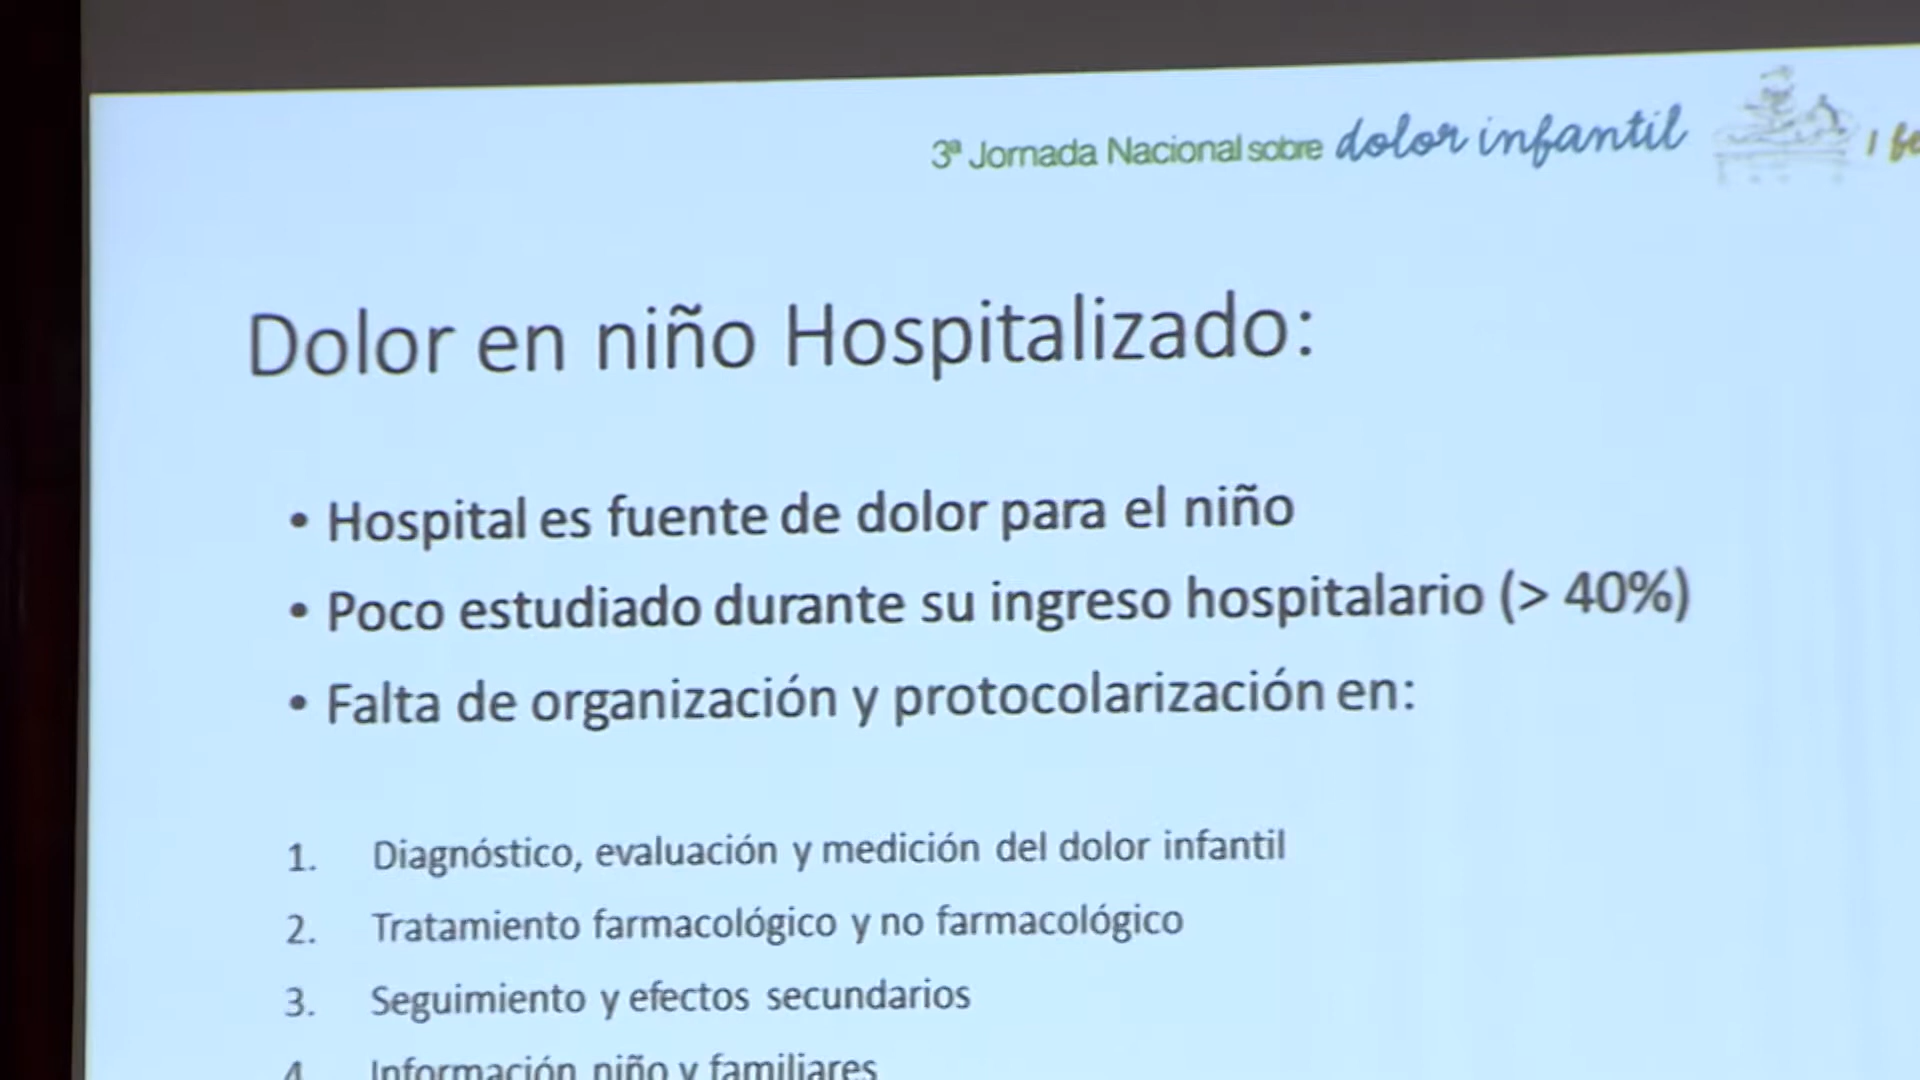 3ª Jornada Nacional sobre dolor infantil
Dolor en niño Hospitalizado:
• Hospital es fuente de dolor para el niño
• Poco estudiado durante su ingreso hospitalario (> 40%)
• Falta de organización y protocolarización en:
1. Diagnóstico, evaluación y medición del dolor infantil
2. Tratamiento farmacológico y no farmacológico
3. Seguimiento y efectos secundarios
4. Información niño y familiares